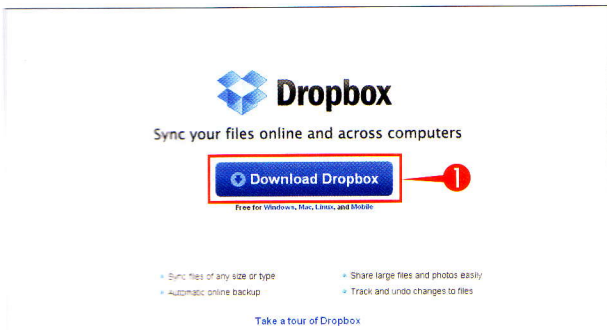 Dropbox
Sync your files online and across computers
Download Dropbox
1
Free for Windows, Mac, Linux, and Mobile
Sync files of any size or type
Share large files and photos easily
Automatic online backup
Track and undo changes to files
Take a tour of Dropbox